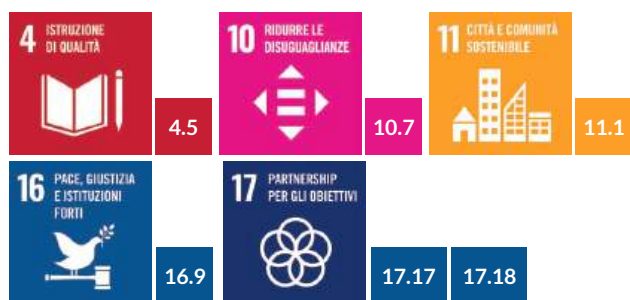 4 ISTRUZIONE
DI QUALITÀ
4.5
10 RIDURRE LE
DISUGUAGLIANZE
10.7
11 CITTÀ E COMUNITÀ
SOSTENIBILE
11.1
16 PACE, GIUSTIZIA
E ISTITUZIONI
FORTI
16.9
17 PARTNERSHIP
PER GLI OBIETTIVI
17.17 17.18